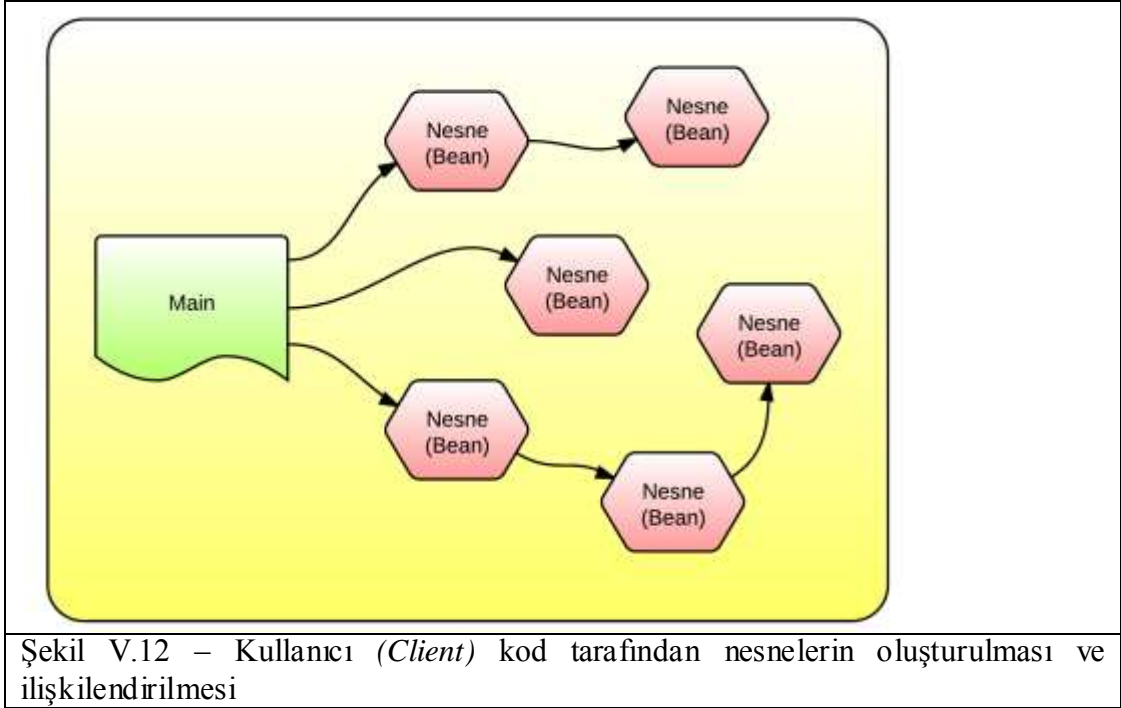 Nesne
(Bean)
Nesne
(Bean)
Main
Nesne
(Bean)
Nesne
(Bean)
Nesne
(Bean)
Nesne
(Bean)
Şekil V.12 – Kullanıcı (Client) kod tarafından nesnelerin oluşturulması ve
ilişkilendirilmesi